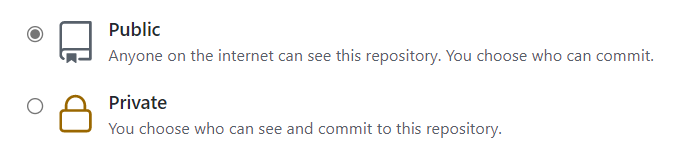 Public
Anyone on the internet can see this repository. You choose who can commit.
Private
You choose who can see and commit to this repository.